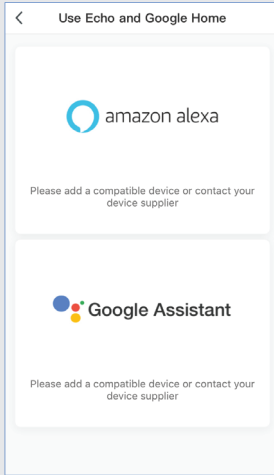 Use Echo and Google Home
amazon alexa
Please add a compatible device or contact your
device supplier
Google Assistant
Please add a compatible device or contact your
device supplier